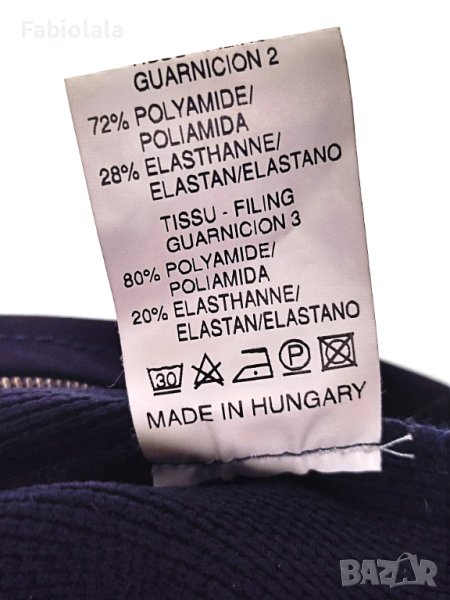 Fabiolala
GUARNICION 2
72% POLYAMIDE/
POLIAMIDA
28% ELASTHANNE/
ELASTAN/ELASTANO
TISSU - FILING
GUARNICION 3
80% POLYAMIDE/
POLIAMIDA
20% ELASTHANNE/
ELASTAN/ELASTANO
30 P
MADE IN HUNGARY
BAZAR